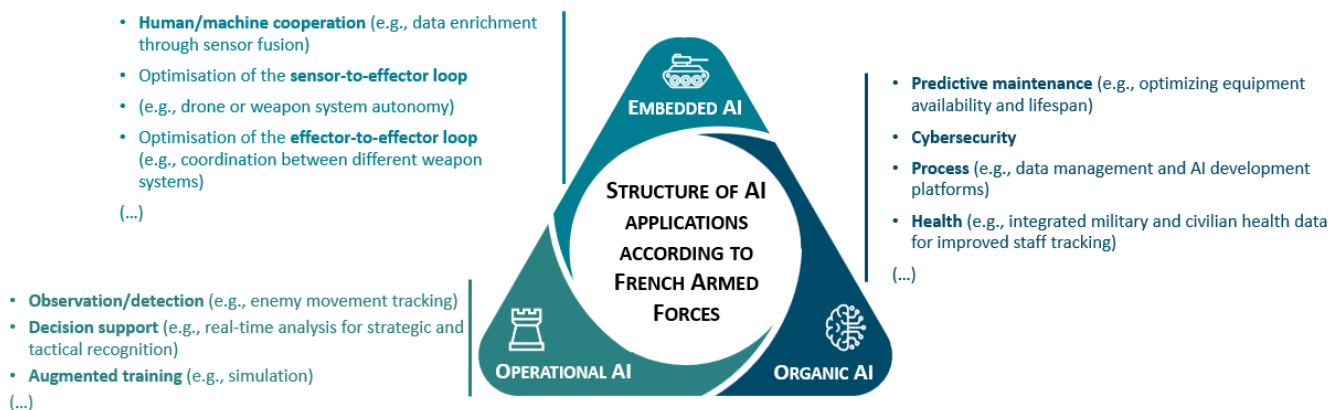 • Human/machine cooperation (e.g., data enrichment
through sensor fusion)
• Optimisation of the sensor-to-effector loop
• (e.g., drone or weapon system autonomy)
• Optimisation of the effector-to-effector loop
(e.g., coordination between different weapon
systems)
(...)
EMBEDDED AI
• Predictive maintenance (e.g., optimizing equipment
availability and lifespan)
• Cybersecurity
• Process (e.g., data management and AI development
platforms)
• Health (e.g., integrated military and civilian health data
for improved staff tracking)
(...)
STRUCTURE OF AI
APPLICATIONS
ACCORDING TO
FRENCH ARMED
FORCES
• Observation/detection (e.g., enemy movement tracking)
• Decision support (e.g., real-time analysis for strategic and
tactical recognition)
• Augmented training (e.g., simulation)
(...)
OPERATIONAL AI
ORGANIC AI